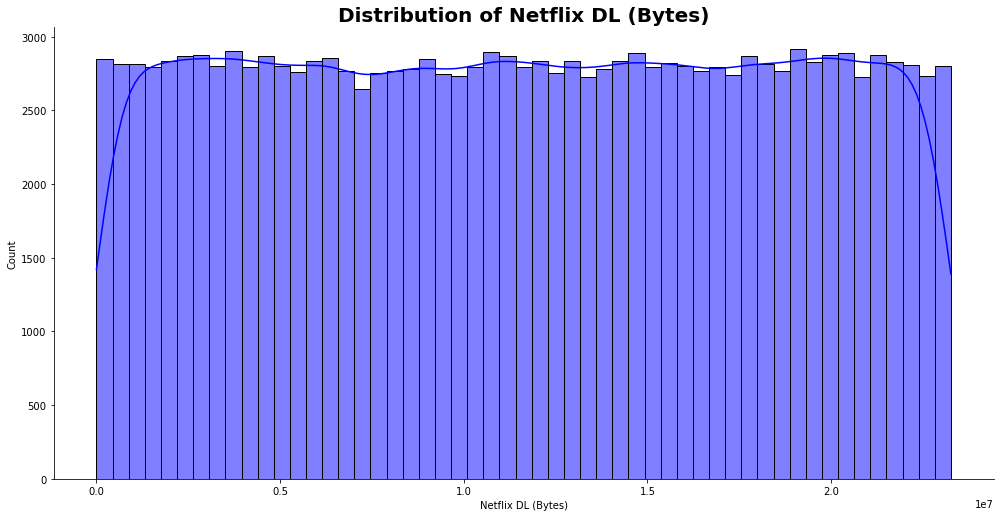 Distribution of Netflix DL (Bytes)
3000
2500
2000
1500
1000
500
0
Count
0.0 0.5 1.0 1.5 2.0
1e7
Netflix DL (Bytes)